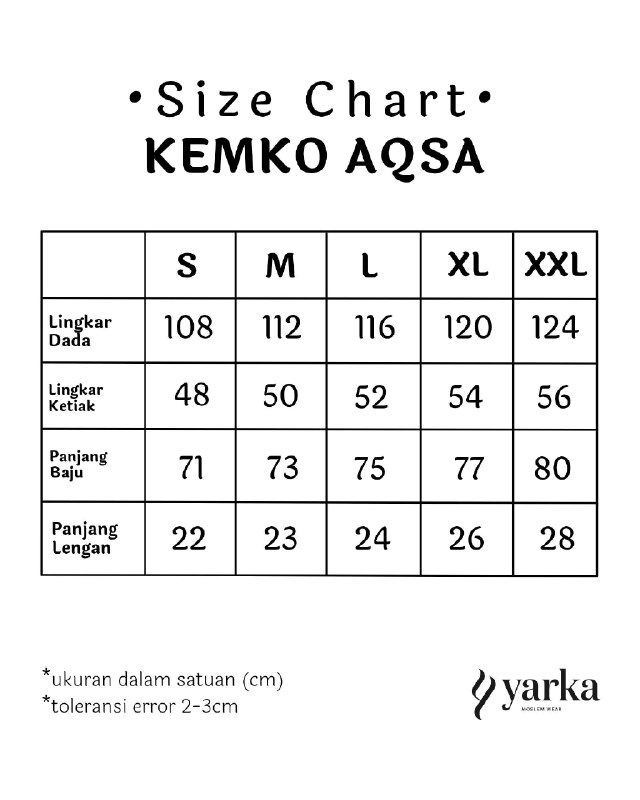 •Size Chart•
KEMKO AQSA
S M L XL XXL
Lingkar Dada 108 112 116 120 124
Lingkar Ketiak 48 50 52 54 56
Panjang Baju 71 73 75 77 80
Panjang Lengan 22 23 24 26 28
*ukuran dalam satuan (cm)
*toleransi error 2-3cm
yarka
MOSLEM WEAR